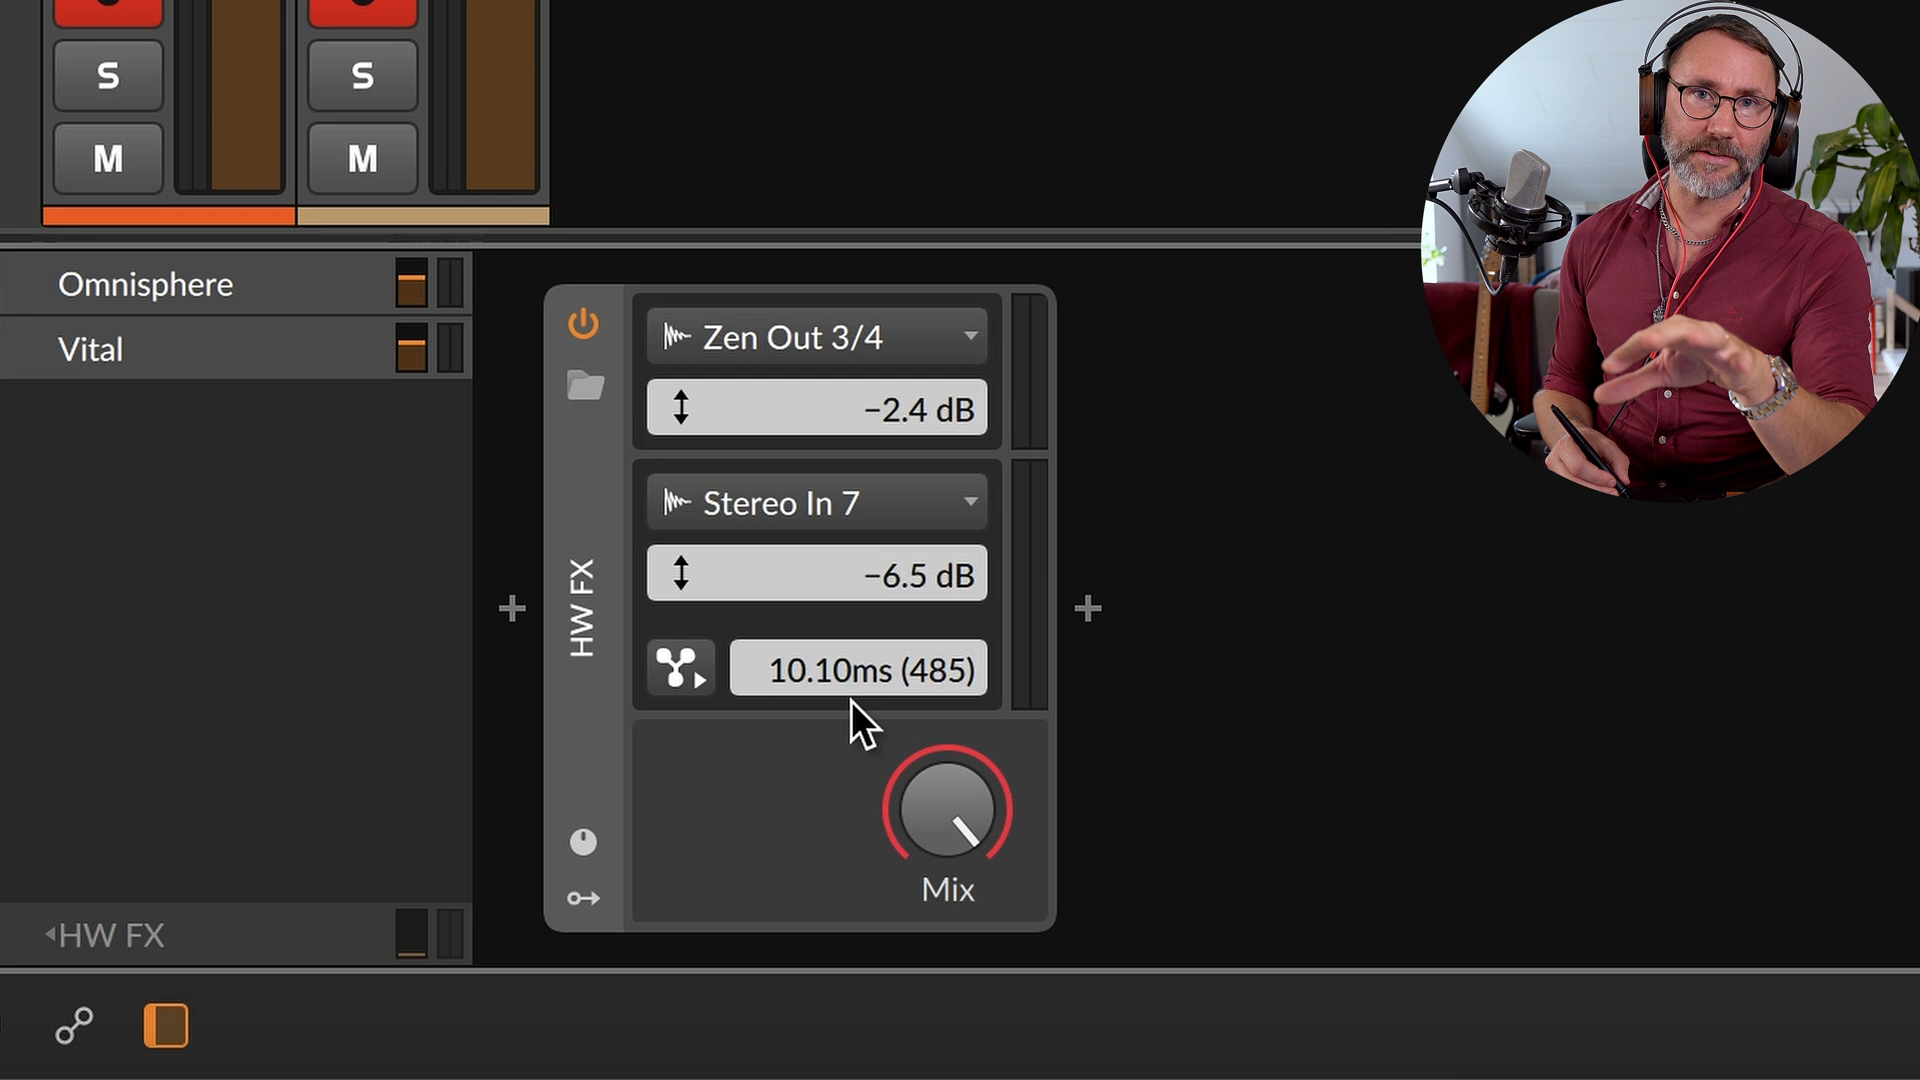 S S
M M
Omnisphere
Vital
Zen Out 3/4
−2.4 dB
Stereo In 7
−6.5 dB
HW FX
10.10ms (485)
Mix
HW FX